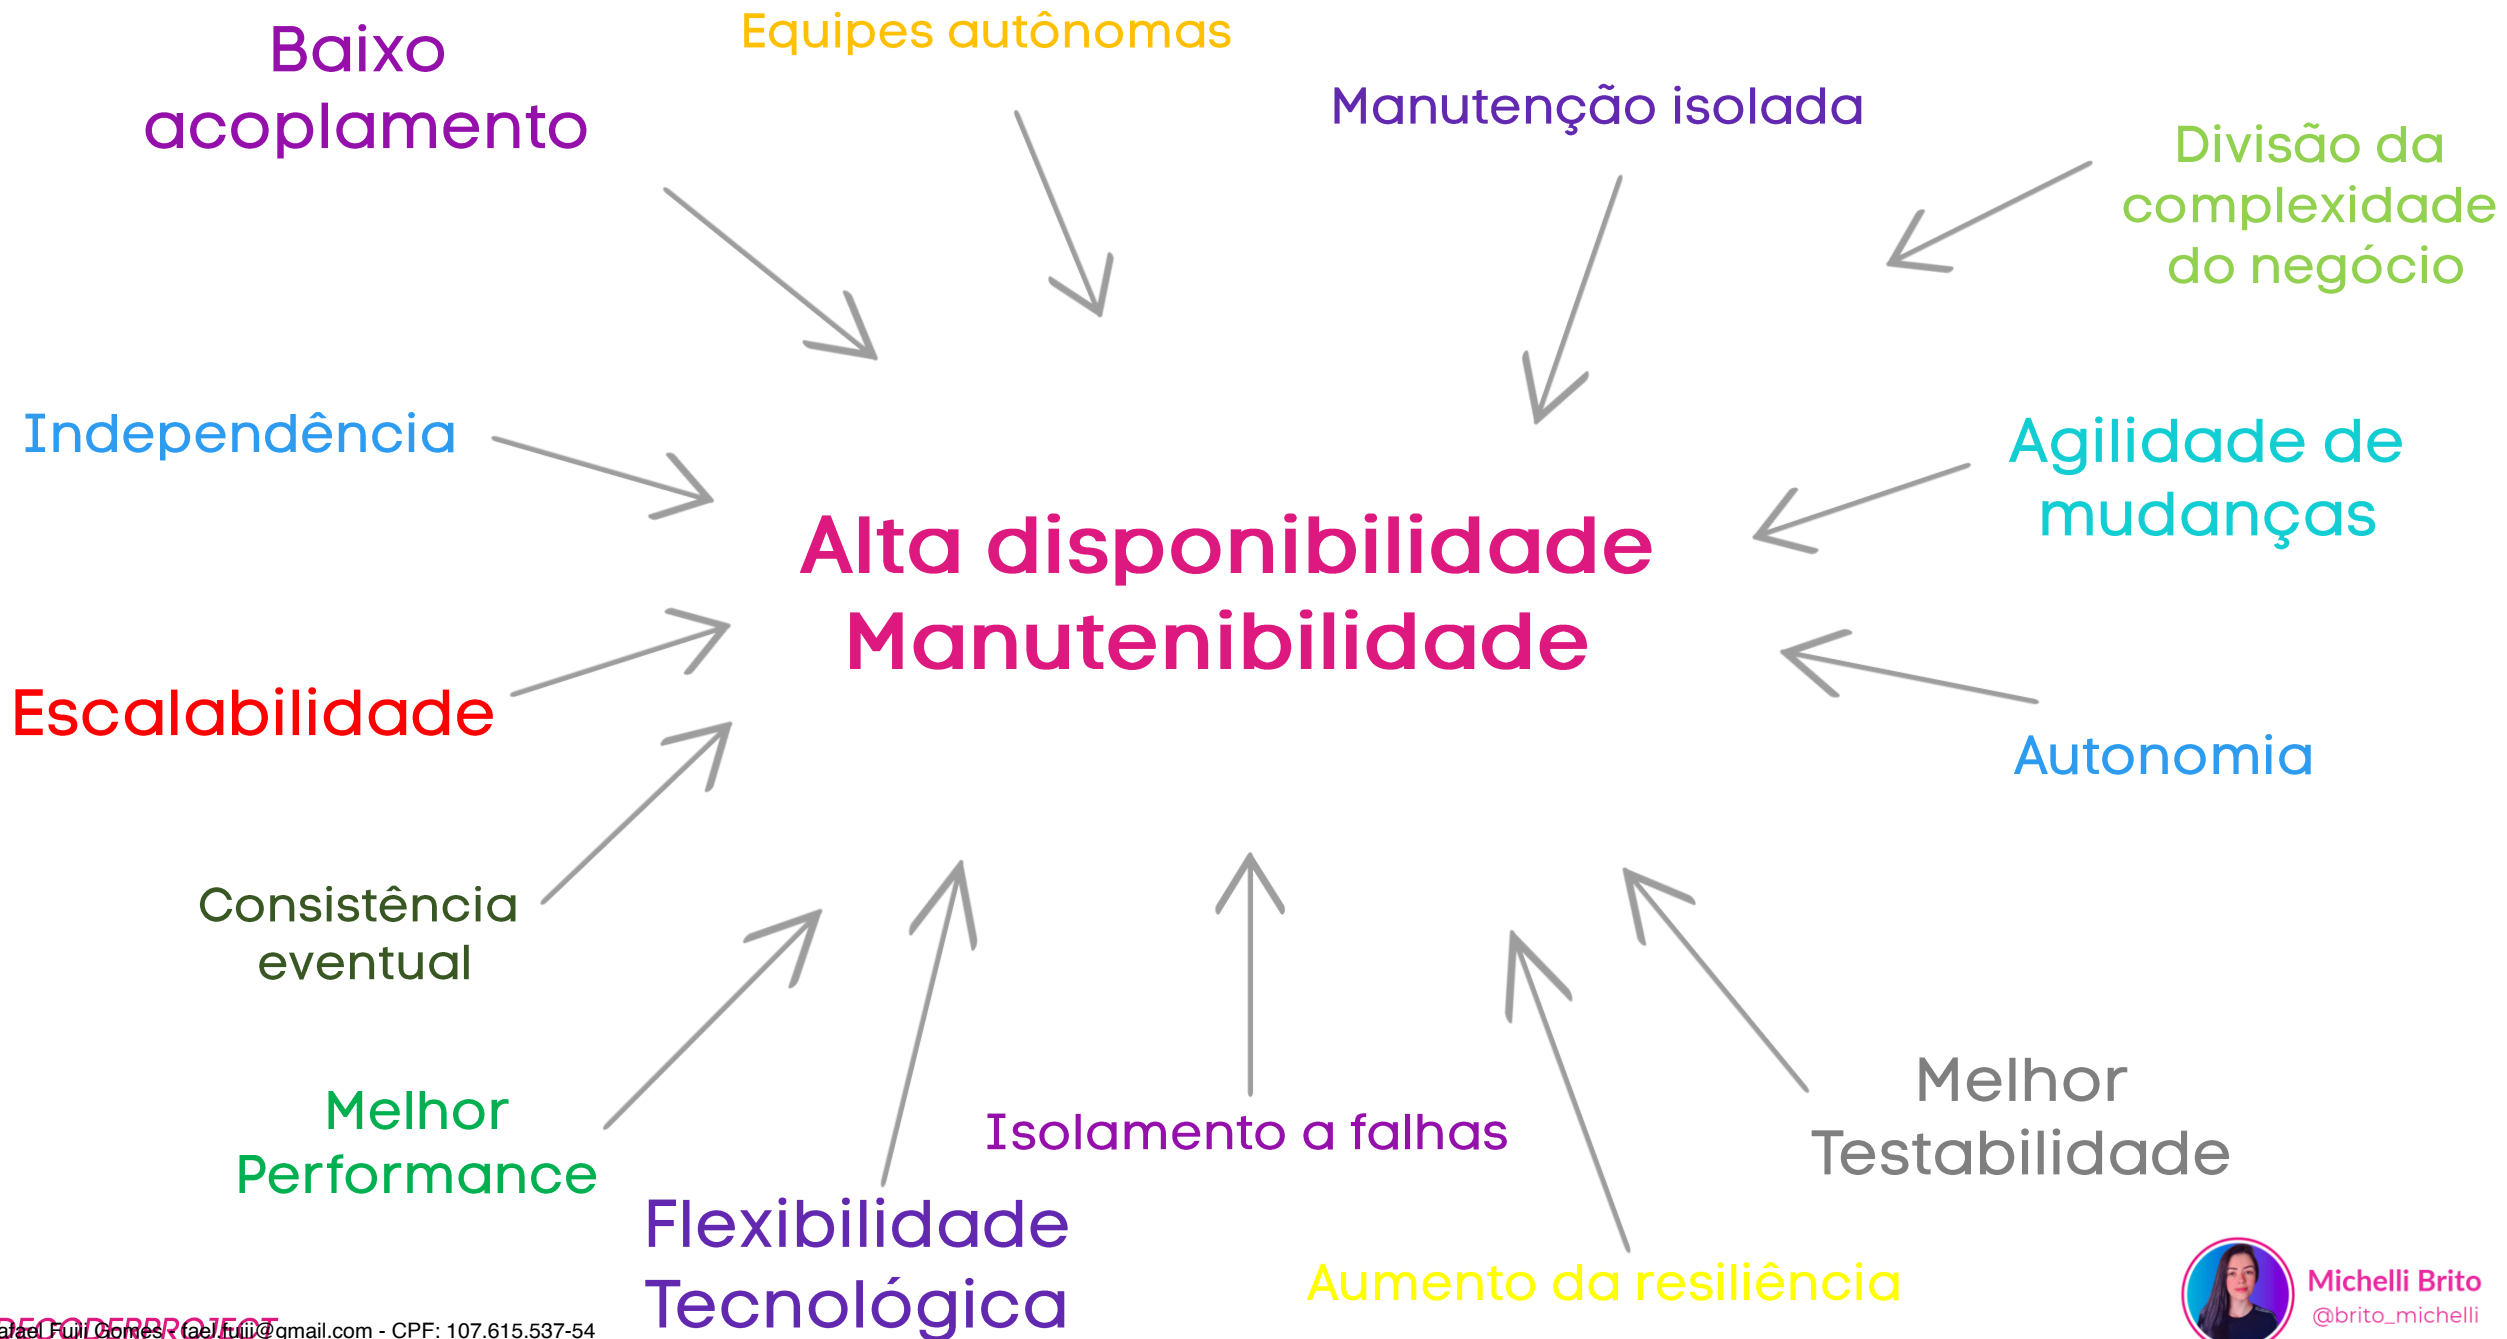 Baixo
acoplamento
Equipes autônomas
Manutenção isolada
Divisão da
complexidade
do negócio
Independência
Agilidade de
mudanças
Alta disponibilidade
Manutenibilidade
Escalabilidade
Autonomia
Consistência
eventual
Melhor
Performance
Isolamento a falhas
Melhor
Testabilidade
Flexibilidade
Tecnológica
Aumento da resiliência
Michelli Brito
@brito_michelli
DECODERPROJECT
Gomes - CPF: 107.615.537-54